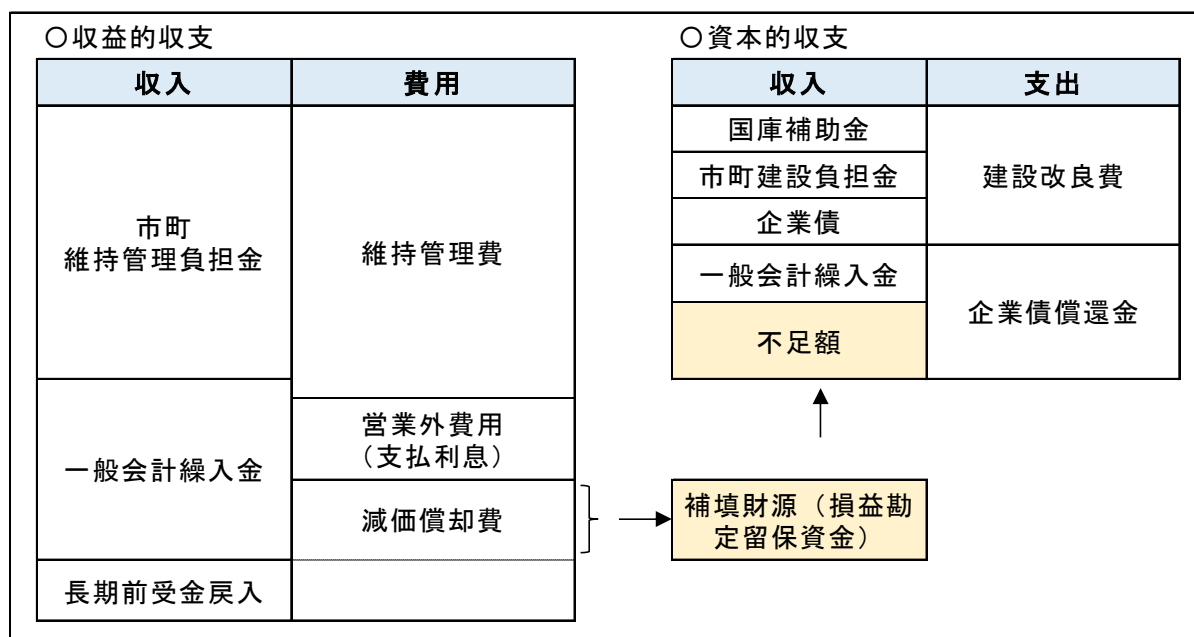 〇収益的収支
収入
費用
市町
維持管理負担金
維持管理費
一般会計繰入金
営業外費用
（支払利息）
減価償却費
長期前受金戻入
〇資本的収支
収入
支出
国庫補助金
市町建設負担金
企業債
建設改良費
一般会計繰入金
不足額
企業債償還金
補填財源（損益勘
定留保資金）